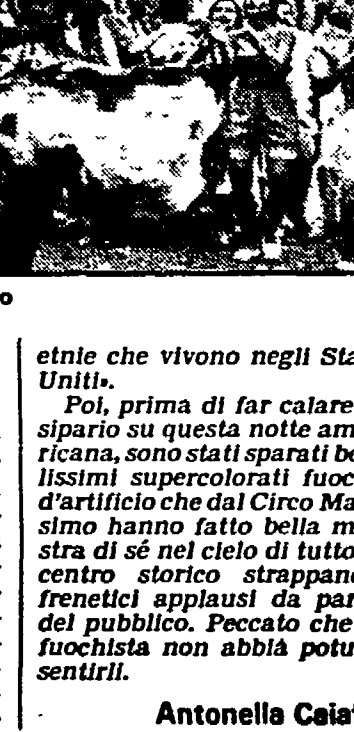 o
etnie che vivono negli Sta
Uniti».
Poi, prima di far calare
sipario su questa notte am
ricana, sono stati sparati be
lissimi supercolorati fuoc
d'artificio che dal Circo Ma
simo hanno fatto bella m
stra di sé nel cielo di tutto
centro storico strappand
frenetici applausi da par
del pubblico. Peccato che
fuochista non abbia potu
sentirli.
Antonella Caiaf